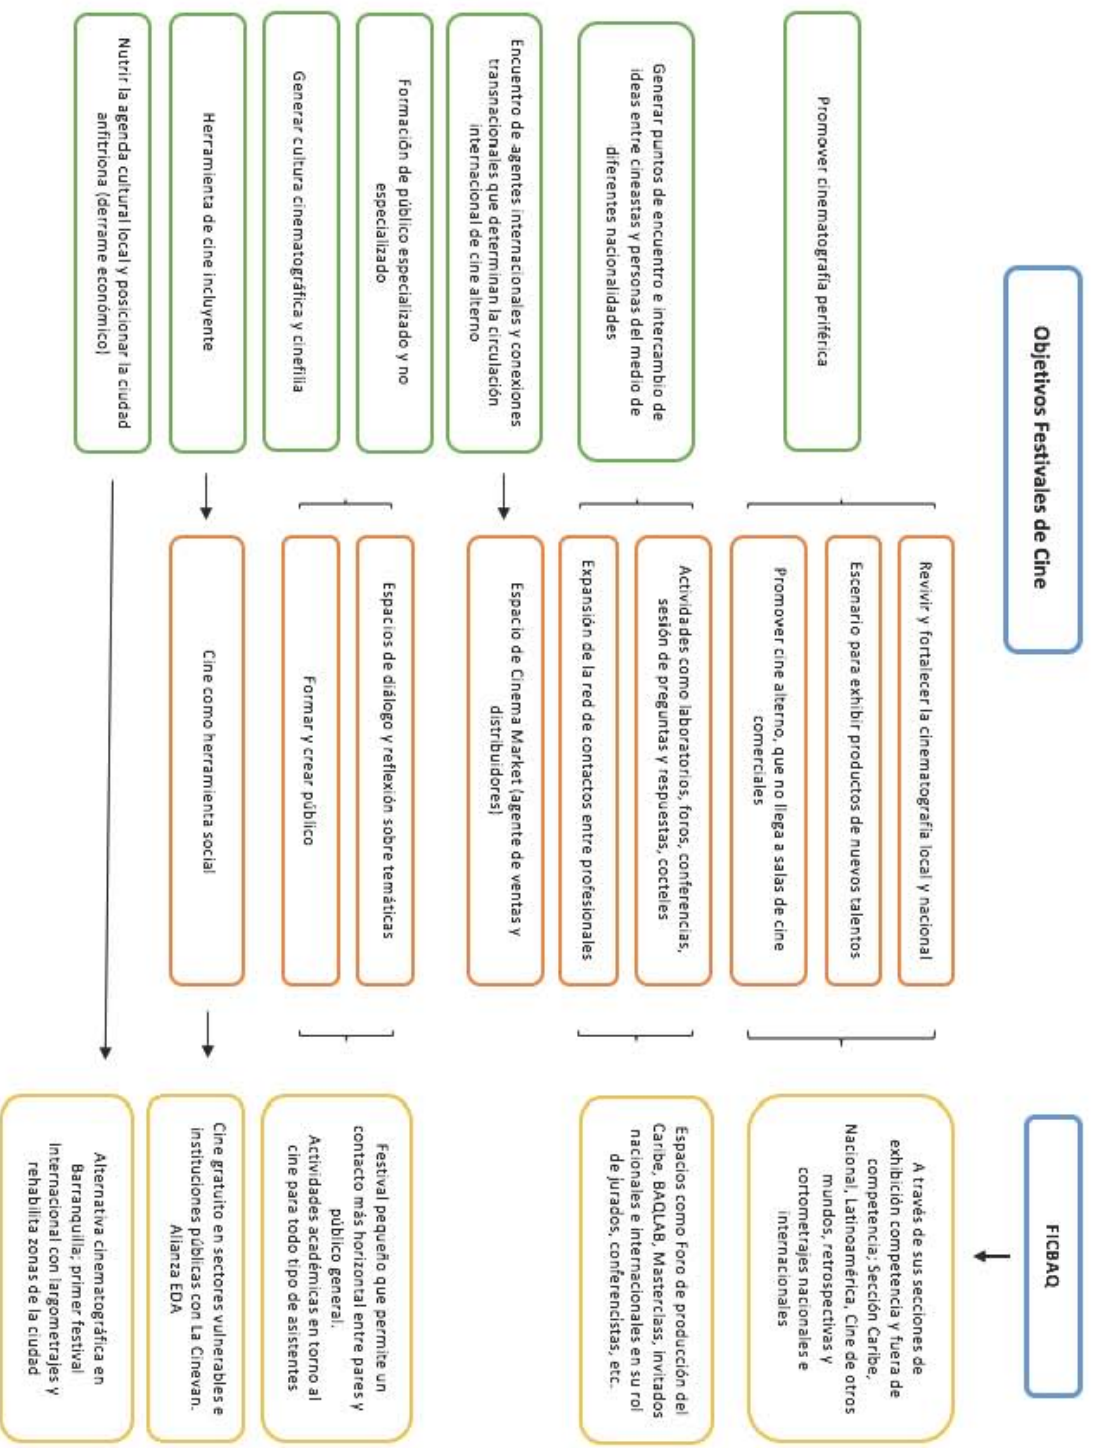 Objetivos Festivales de Cine
FICBAQ
Promover cinematografía periférica
Revivir y fortalecer la cinematografía local y nacional
Escenario para exhibir productos de nuevos talentos
Promover cine alterno, que no llega a salas de cine
comerciales
A través de sus secciones de
exhibición competencia y fuera de
competencia; Sección Caribe,
Nacional, Latinoamérica, Cine de otros
mundos, retrospectivas y
cortometrajes nacionales e
internacionales
Generar puntos de encuentro e intercambio de
ideas entre cineastas y personas del medio de
diferentes nacionalidades
Actividades como laboratorios, foros, conferencias,
sesión de preguntas y respuestas, cocteles
Expansión de la red de contactos entre profesionales
Espacios como Foro de producción del
Caribe, BAQLAB, Masterclass, invitados
nacionales e internacionales en su rol
de jurados, conferencistas, etc.
Encuentro de agentes internacionales y conexiones
transnacionales que determinan la circulación
internacional de cine alterno
Espacio de Cinema Market (agente de ventas y
distribuidores)
Formación de público especializado y no
especializado
Generar cultura cinematográfica y cinefilia
Espacios de diálogo y reflexión sobre temáticas
Formar y crear público
Festival pequeño que permite un
contacto más horizontal entre pares y
público general.
Actividades académicas en torno al
cine para todo tipo de asistentes
Herramienta de cine incluyente
Cine como herramienta social
Cine gratuito en sectores vulnerables e
instituciones públicas con La Cinevan.
Alianza EDA
Nutrir la agenda cultural local y posicionar la ciudad
anfitriona (derrame económico)
Alternativa cinematográfica en
Barranquilla; primer festival
Internacional con largometrajes y
rehabilita zonas de la ciudad